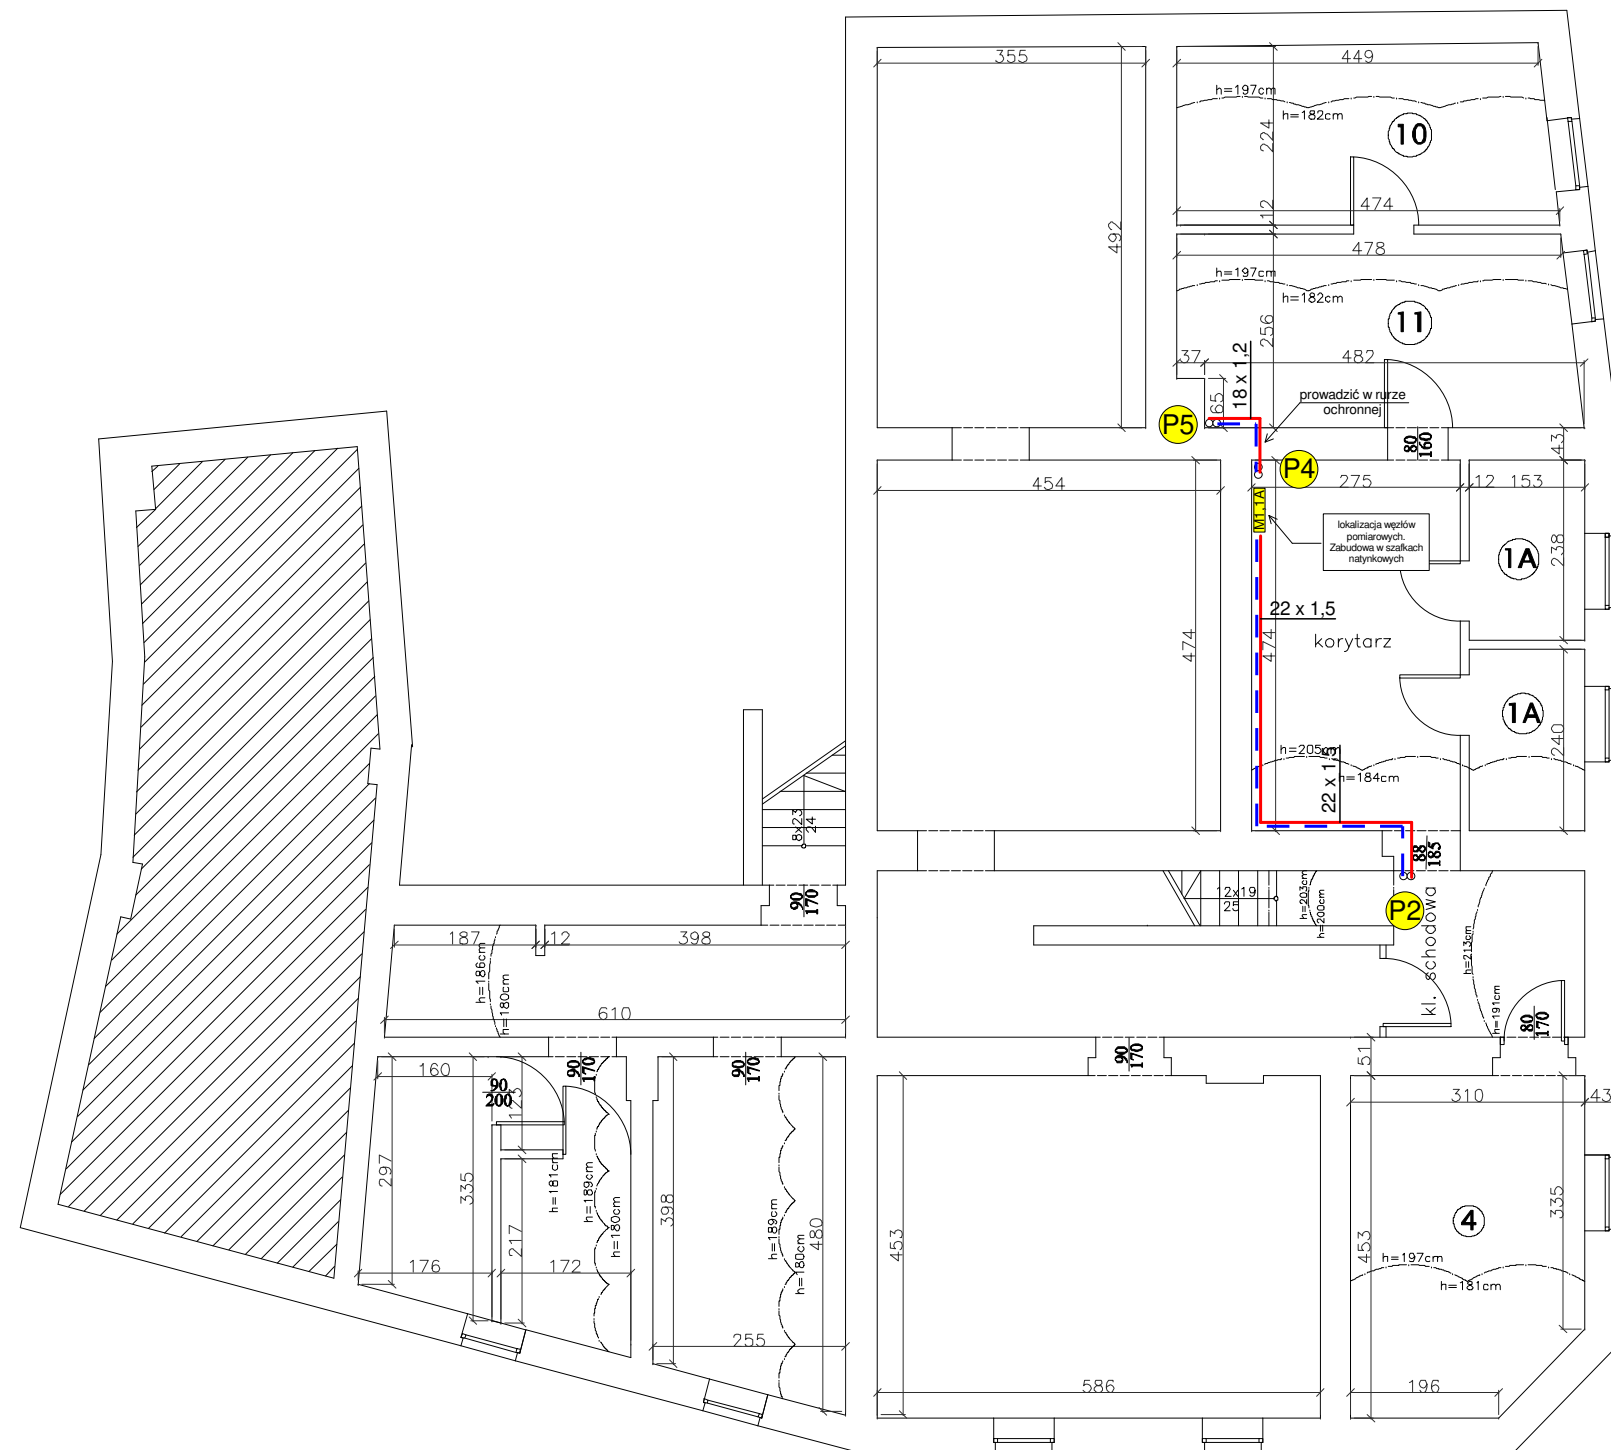 355
449
h=197cm
h=182cm
10
224
12
474
492
478
h=197cm
h=182cm
11
256
37
482
18 x 1,2
65
prowadzić w rurze
ochronnej
P5
80
160
43
P4
454
275
12
153
M1.1A
lokalizacja węzłów
pomiarowych.
Zabudowa w szafkach
natynkowych
1A
238
22 x 1,5
474
474
korytarz
1A
240
h=205cm
h=184cm
22 x 1,5
8x23
24
88
185
90
170
12x19
25
h=203cm
h=200cm
P2
kl. schodowa
h=213cm
h=191cm
187
12
398
h=186cm
h=180cm
610
80
170
51
90
170
90
170
90
170
160
90
200
310
43
297
335
217
h=181cm
h=189cm
h=180cm
398
h=189cm
h=180cm
480
453
453
335
4
h=197cm
h=181cm
176
172
255
586
196